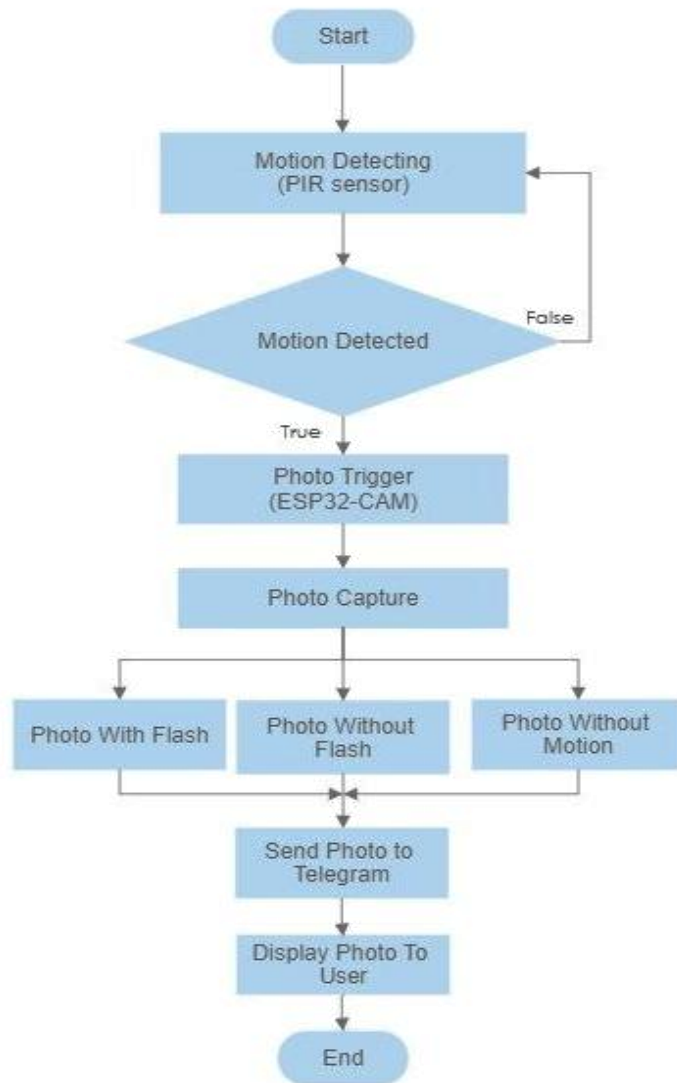 Start
Motion Detecting
(PIR sensor)
False
Motion Detected
True
Photo Trigger
(ESP32-CAM)
Photo Capture
Photo With Flash
Photo Without
Flash
Photo Without
Motion
Send Photo to
Telegram
Display Photo To
User
End